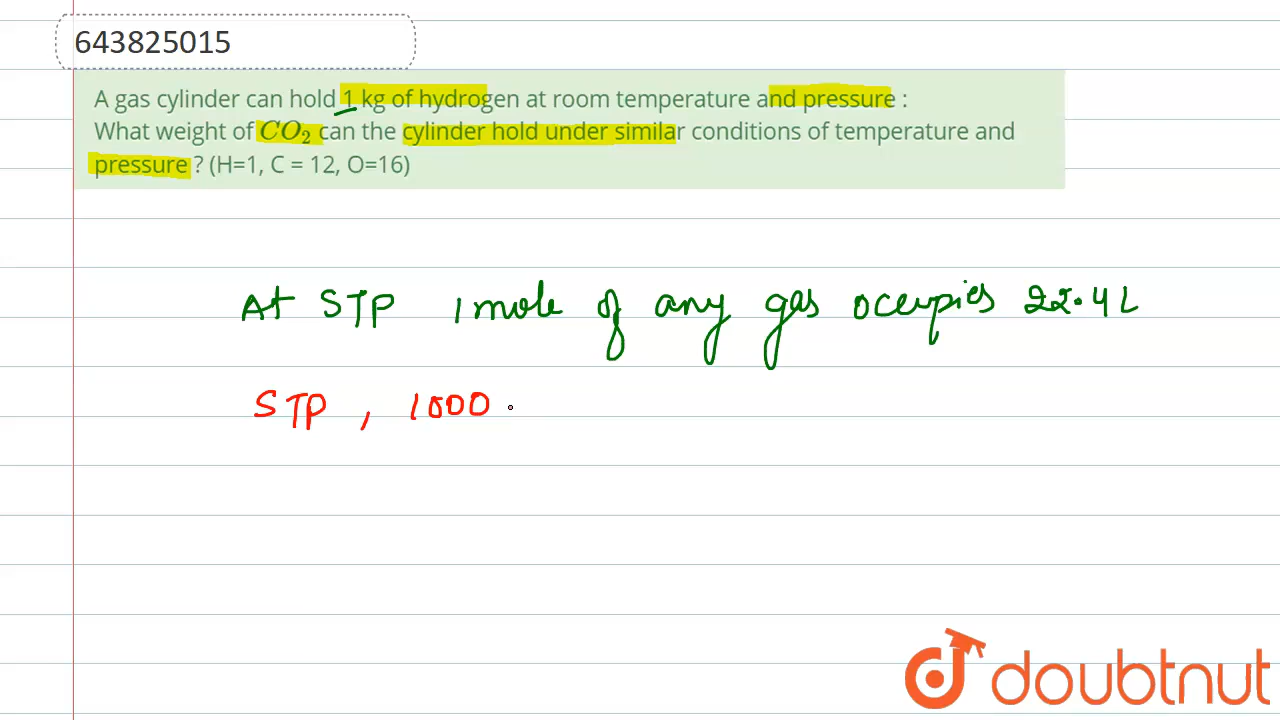 643825015
A gas cylinder can hold 1 kg of hydrogen at room temperature and pressure :
What weight of CO₂ can the cylinder hold under similar conditions of temperature and
pressure ? (H=1, C = 12, O=16)
At STP 1 mole of any gas occupies 22.4 L
STP , 1000
doubtnut